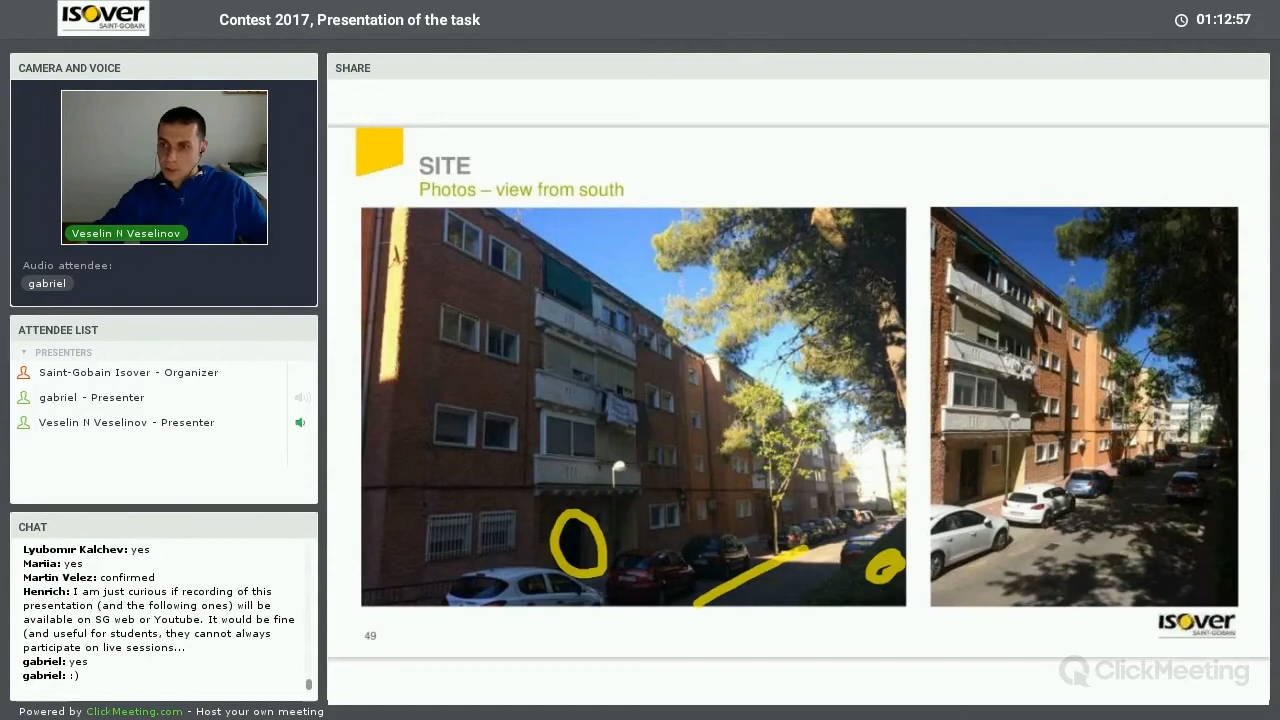 isover
SAINT-GOBAIN
Contest 2017, Presentation of the task
01:12:57
CAMERA AND VOICE
Veselin N Veselinov
Audio attendee:
gabriel
ATTENDEE LIST
PRESENTERS
Saint-Gobain Isover - Organizer
gabriel - Presenter
Veselin N Veselinov - Presenter
CHAT
Lyubomir Kalchev: yes
Mariia: yes
Martin Velez: confirmed
Henrich: I am just curious if recording of this
presentation (and the following ones) will be
available on SG web or Youtube. It would be fine
(and useful for students, they cannot always
participate on live sessions...
gabriel: yes
gabriel: :)
Powered by ClickMeeting.com - Host your own meeting
SHARE
SITE
Photos – view from south
49
isover
SAINT-GOBAIN
ClickMeeting